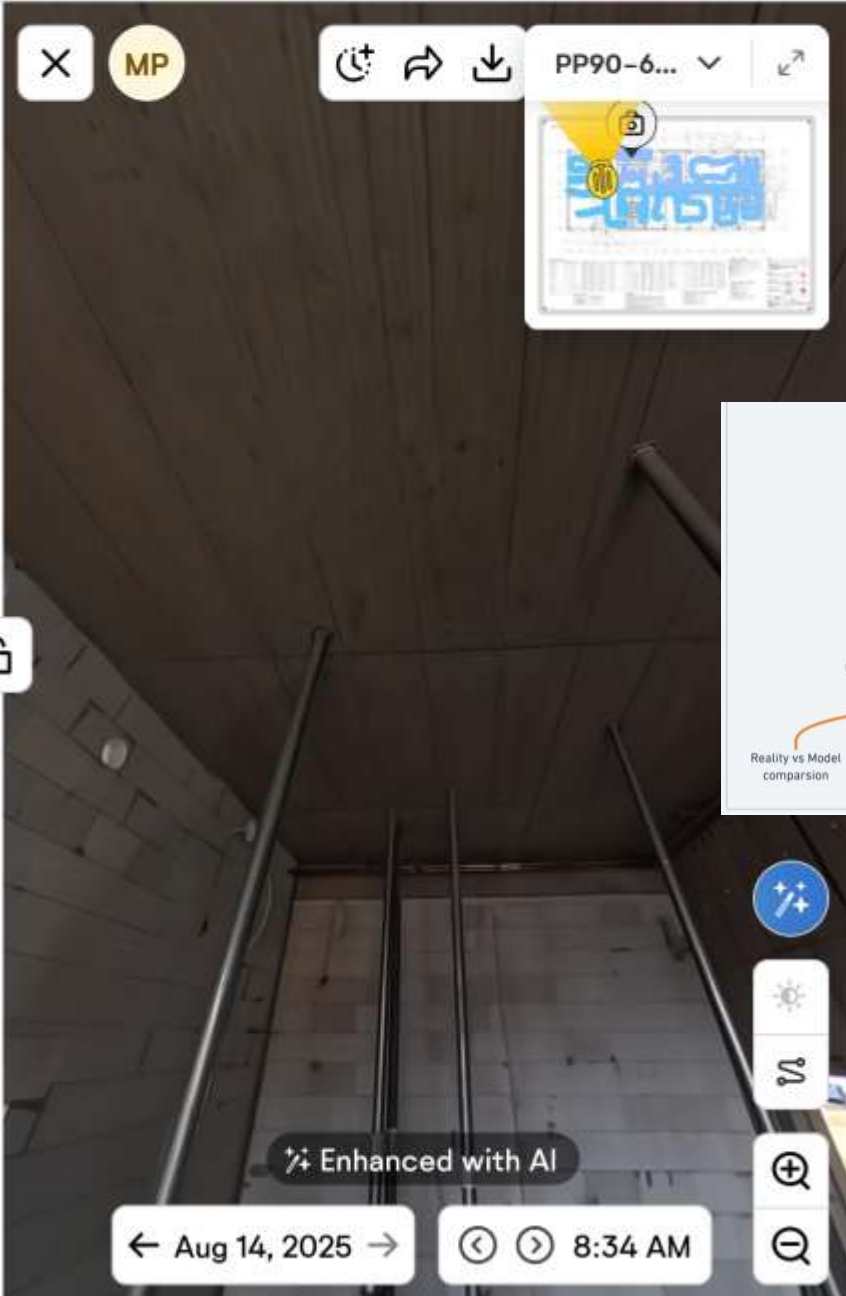 MP
PP90-6...
Reality vs Model
comparsion
Enhanced with AI
Aug 14, 2025
8:34 AM